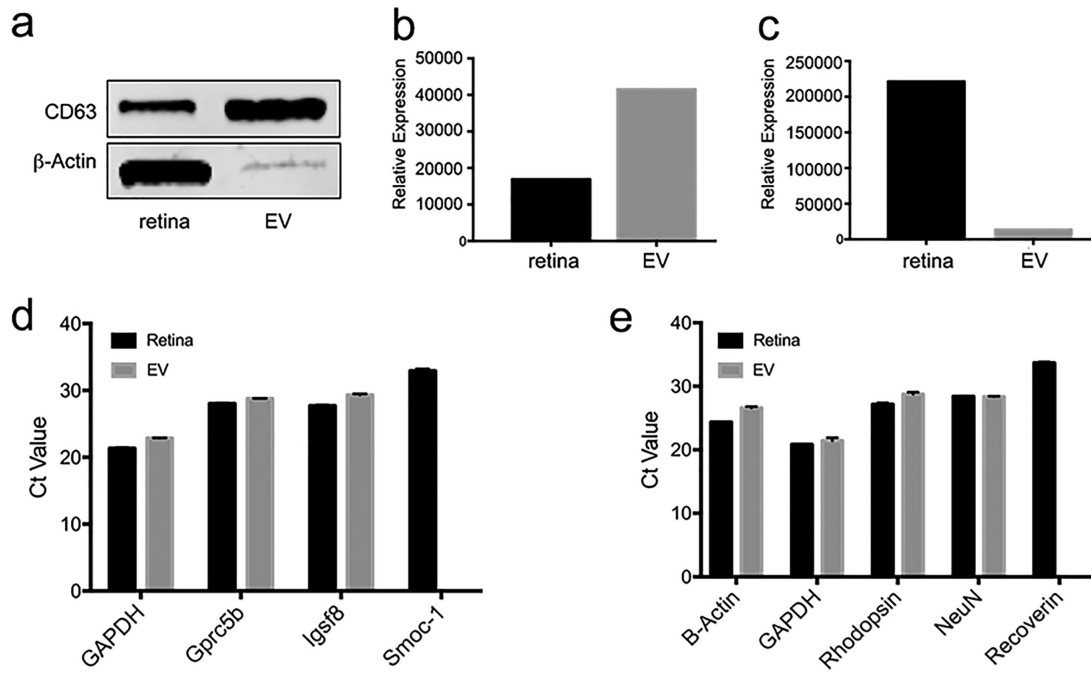 a
CD63
β-Actin
retina EV
b
Relative Expression
50000
40000
30000
20000
10000
0
retina EV
c
Relative Expression
250000
200000
150000
100000
50000
0
retina EV
d
Ct Value
40
30
20
10
0
Retina
EV
GAPDH
Gprc5b
Igsf8
Smoc-1
e
Ct Value
40
30
20
10
0
Retina
EV
B-Actin
GAPDH
Rhodopsin
NeuN
Recoverin